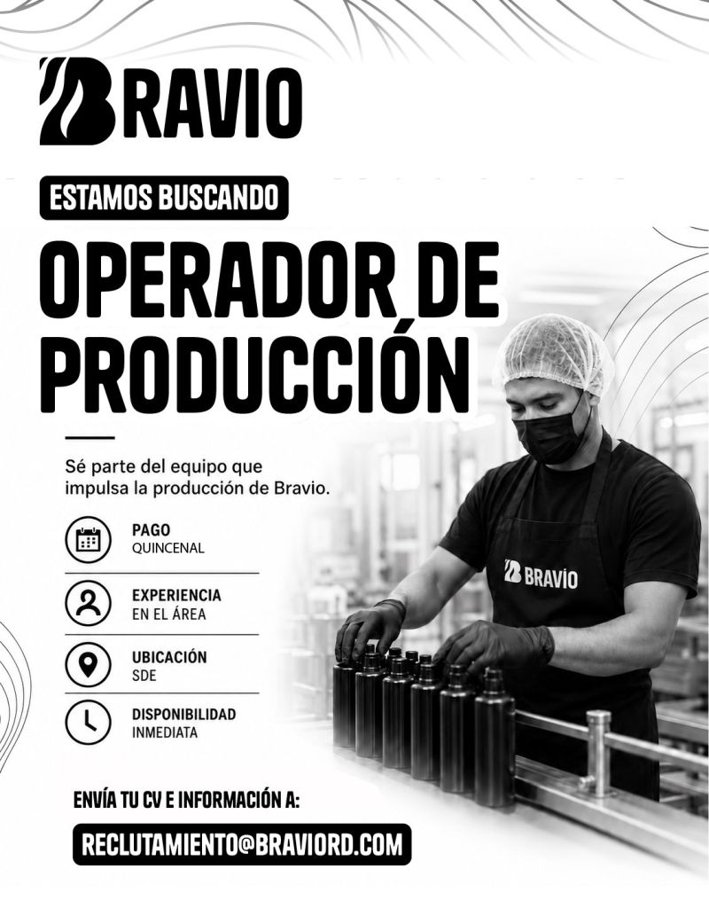 BRAVIO
ESTAMOS BUSCANDO
OPERADOR DE
PRODUCCIÓN
Sé parte del equipo que
impulsa la producción de Bravio.
PAGO
QUINCENAL
EXPERIENCIA
EN EL ÁREA
UBICACIÓN
SDE
DISPONIBILIDAD
INMEDIATA
BRAVÍO
ENVÍA TU CV E INFORMACIÓN A:
RECLUTAMIENTO@BRAVIORD.COM